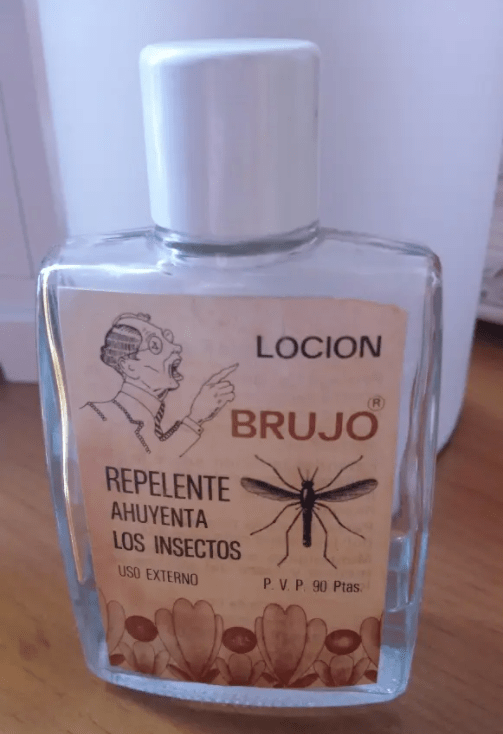 LOCION
BRUJO ®
REPELENTE
AHUYENTA
LOS INSECTOS
USO EXTERNO
P. V. P. 90 Ptas.